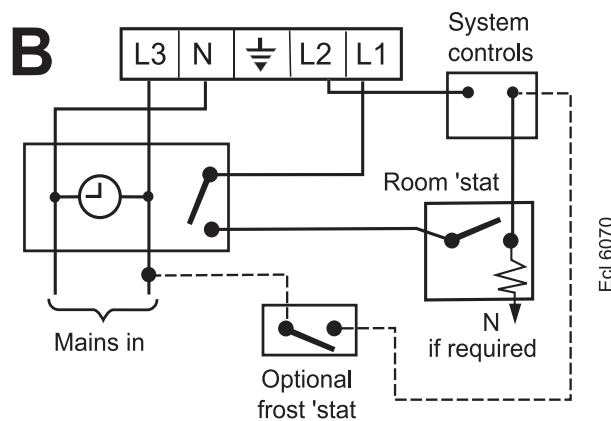 B
L3 N L2 L1
System
controls
Room 'stat
N
if required
Mains in
Optional
frost 'stat
Ecl 6070